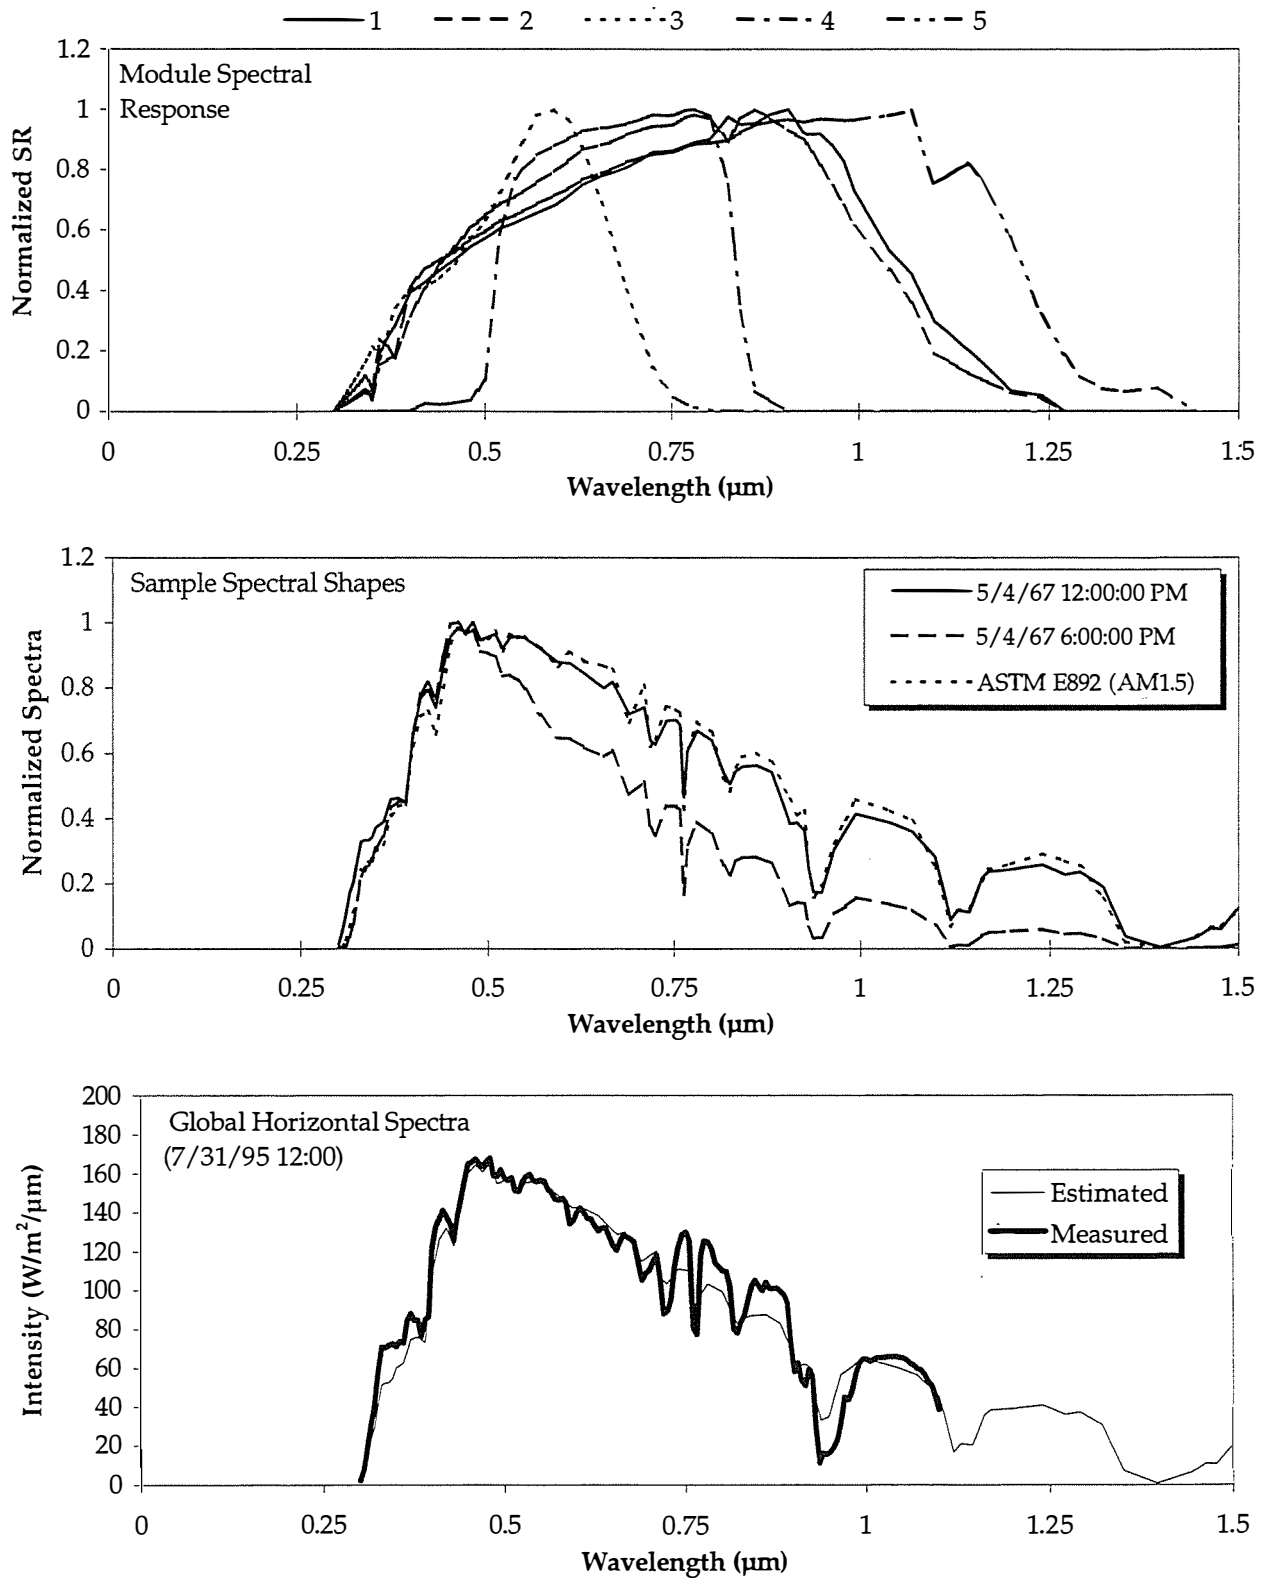 1 2 3 4 5
1.2
Module Spectral
Response
1
0.8
0.6
0.4
0.2
0
Normalized SR
0 0.25 0.5 0.75 1 1.25 1.5
Wavelength (µm)
1.2
Sample Spectral Shapes
5/4/67 12:00:00 PM
5/4/67 6:00:00 PM
ASTM E892 (AM1.5)
1
0.8
0.6
0.4
0.2
0
Normalized Spectra
0 0.25 0.5 0.75 1 1.25 1.5
Wavelength (µm)
200
Global Horizontal Spectra
180
(7/31/95 12:00)
160
Estimated
140
Measured
120
100
80
60
40
20
0
Intensity (W/m²/µm)
0 0.25 0.5 0.75 1 1.25 1.5
Wavelength (µm)